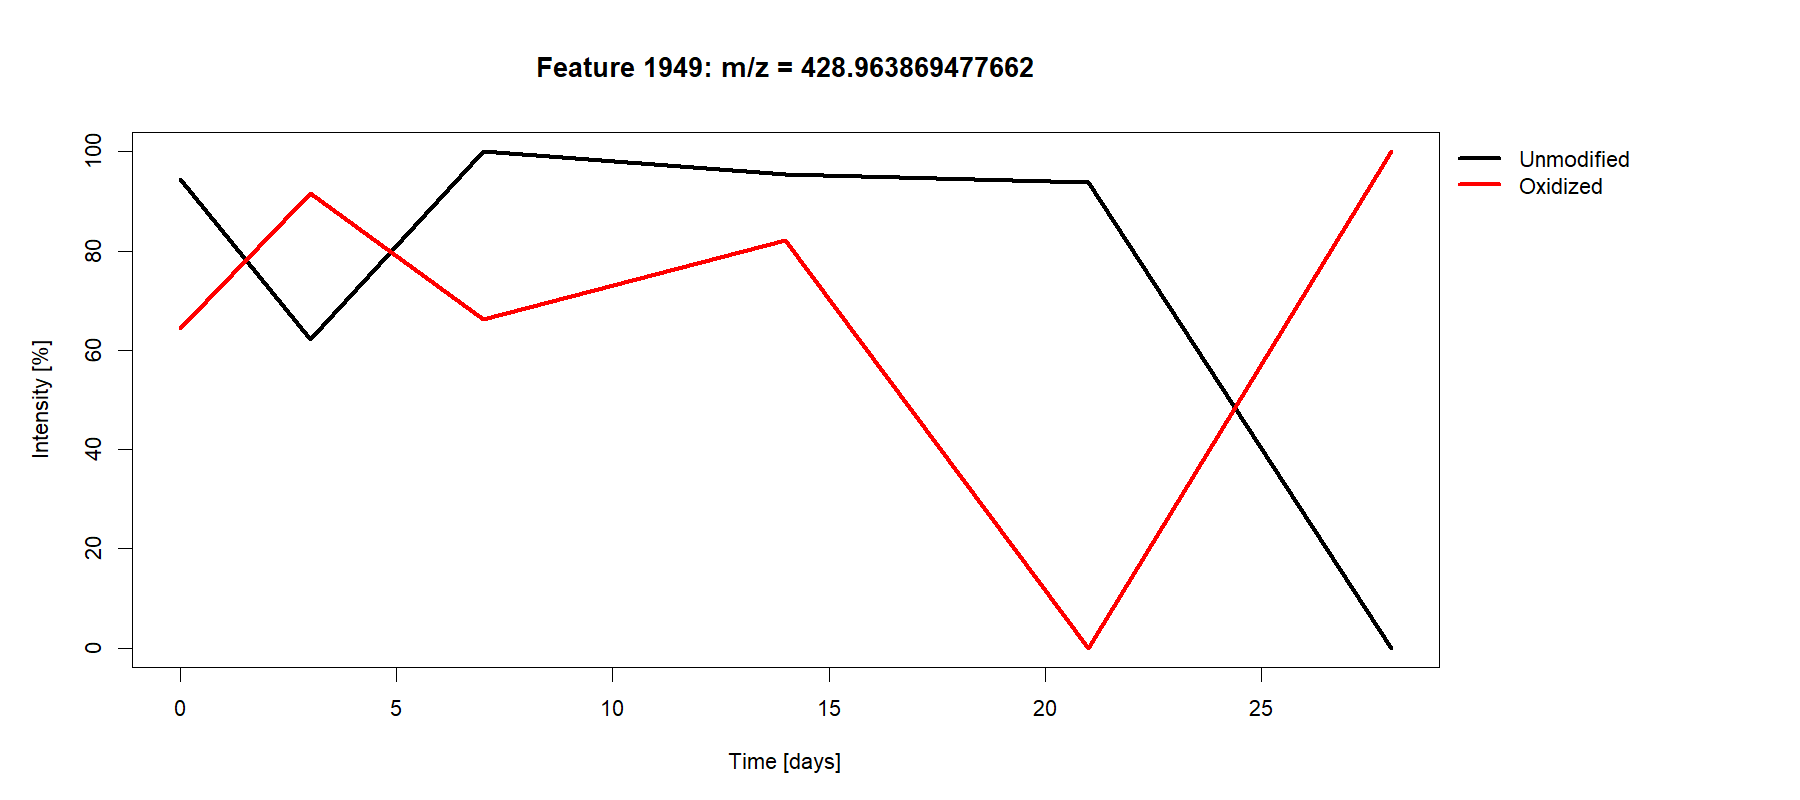 Feature 1949: m/z = 428.963869477662
100
80
60
40
20
0
Intensity [%]
0 5 10 15 20 25
Time [days]
Unmodified
Oxidized